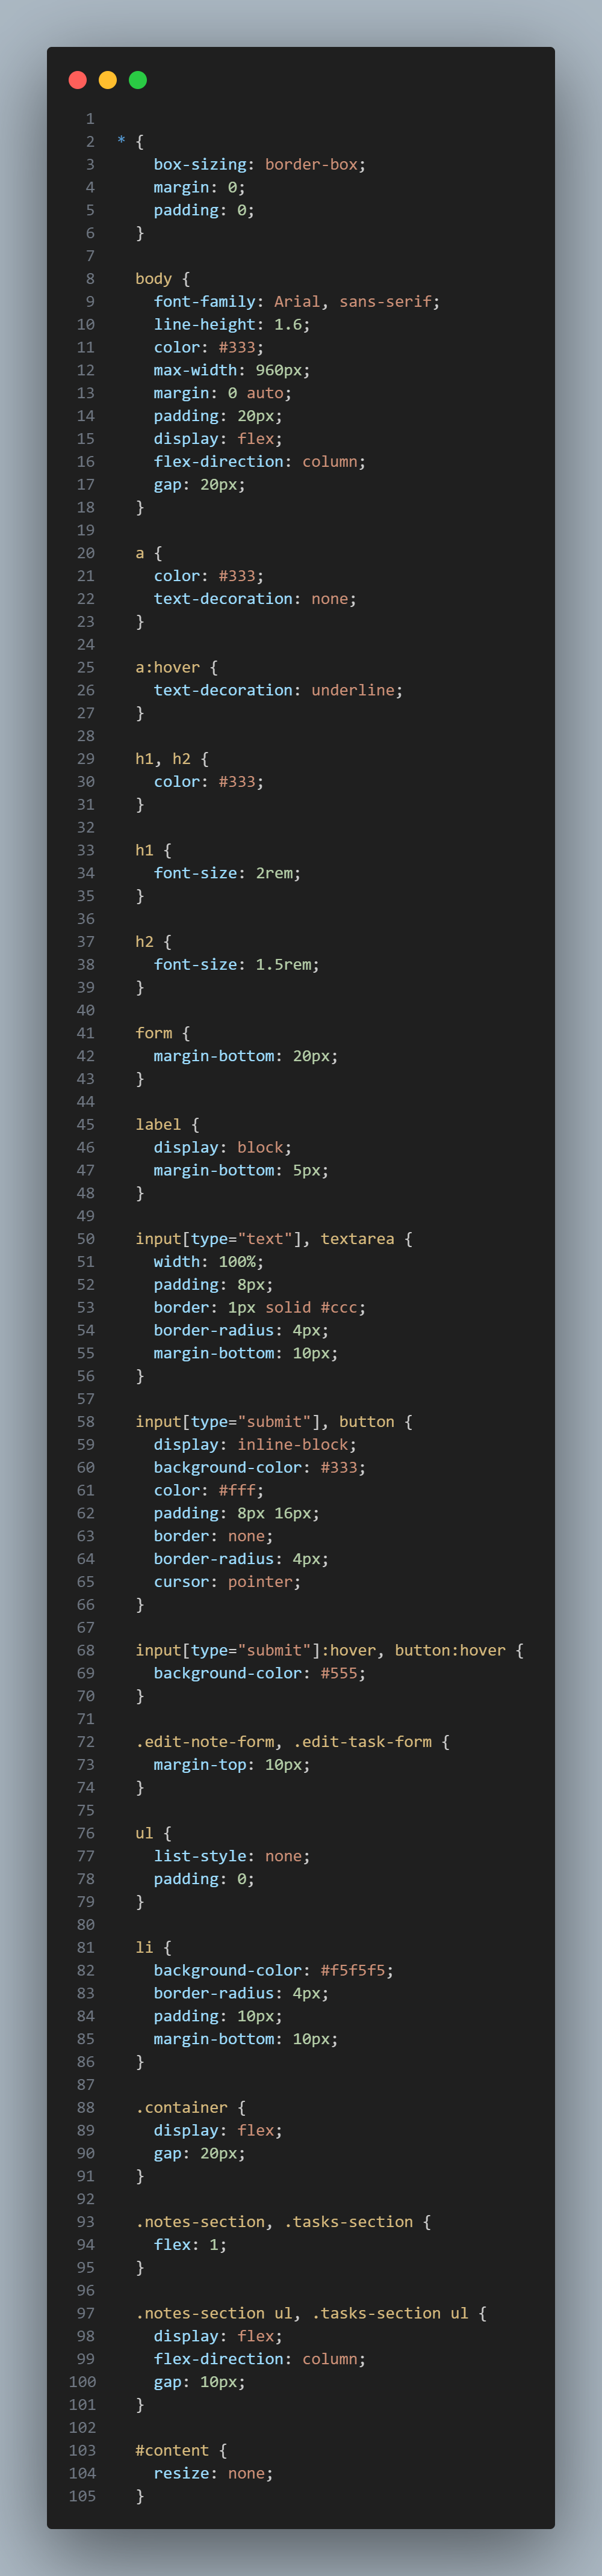 1
2 * {
3     box-sizing: border-box;
4     margin: 0;
5     padding: 0;
6   }
7
8   body {
9     font-family: Arial, sans-serif;
10     line-height: 1.6;
11     color: #333;
12     max-width: 960px;
13     margin: 0 auto;
14     padding: 20px;
15     display: flex;
16     flex-direction: column;
17     gap: 20px;
18   }
19
20   a {
21     color: #333;
22     text-decoration: none;
23   }
24
25   a:hover {
26     text-decoration: underline;
27   }
28
29   h1, h2 {
30     color: #333;
31   }
32
33   h1 {
34     font-size: 2rem;
35   }
36
37   h2 {
38     font-size: 1.5rem;
39   }
40
41   form {
42     margin-bottom: 20px;
43   }
44
45   label {
46     display: block;
47     margin-bottom: 5px;
48   }
49
50   input[type="text"], textarea {
51     width: 100%;
52     padding: 8px;
53     border: 1px solid #ccc;
54     border-radius: 4px;
55     margin-bottom: 10px;
56   }
57
58   input[type="submit"], button {
59     display: inline-block;
60     background-color: #333;
61     color: #fff;
62     padding: 8px 16px;
63     border: none;
64     border-radius: 4px;
65     cursor: pointer;
66   }
67
68   input[type="submit"]:hover, button:hover {
69     background-color: #555;
70   }
71
72   .edit-note-form, .edit-task-form {
73     margin-top: 10px;
74   }
75
76   ul {
77     list-style: none;
78     padding: 0;
79   }
80
81   li {
82     background-color: #f5f5f5;
83     border-radius: 4px;
84     padding: 10px;
85     margin-bottom: 10px;
86   }
87
88   .container {
89     display: flex;
90     gap: 20px;
91   }
92
93   .notes-section, .tasks-section {
94     flex: 1;
95   }
96
97   .notes-section ul, .tasks-section ul {
98     display: flex;
99     flex-direction: column;
100     gap: 10px;
101   }
102
103   #content {
104     resize: none;
105   }